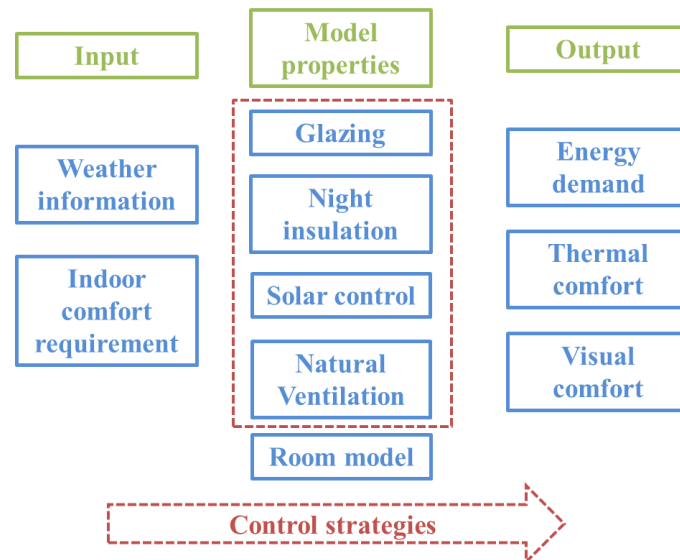 Input
Model
properties
Output
Weather
information
Indoor
comfort
requirement
Glazing
Night
insulation
Solar control
Natural
Ventilation
Room model
Energy
demand
Thermal
comfort
Visual
comfort
Control strategies